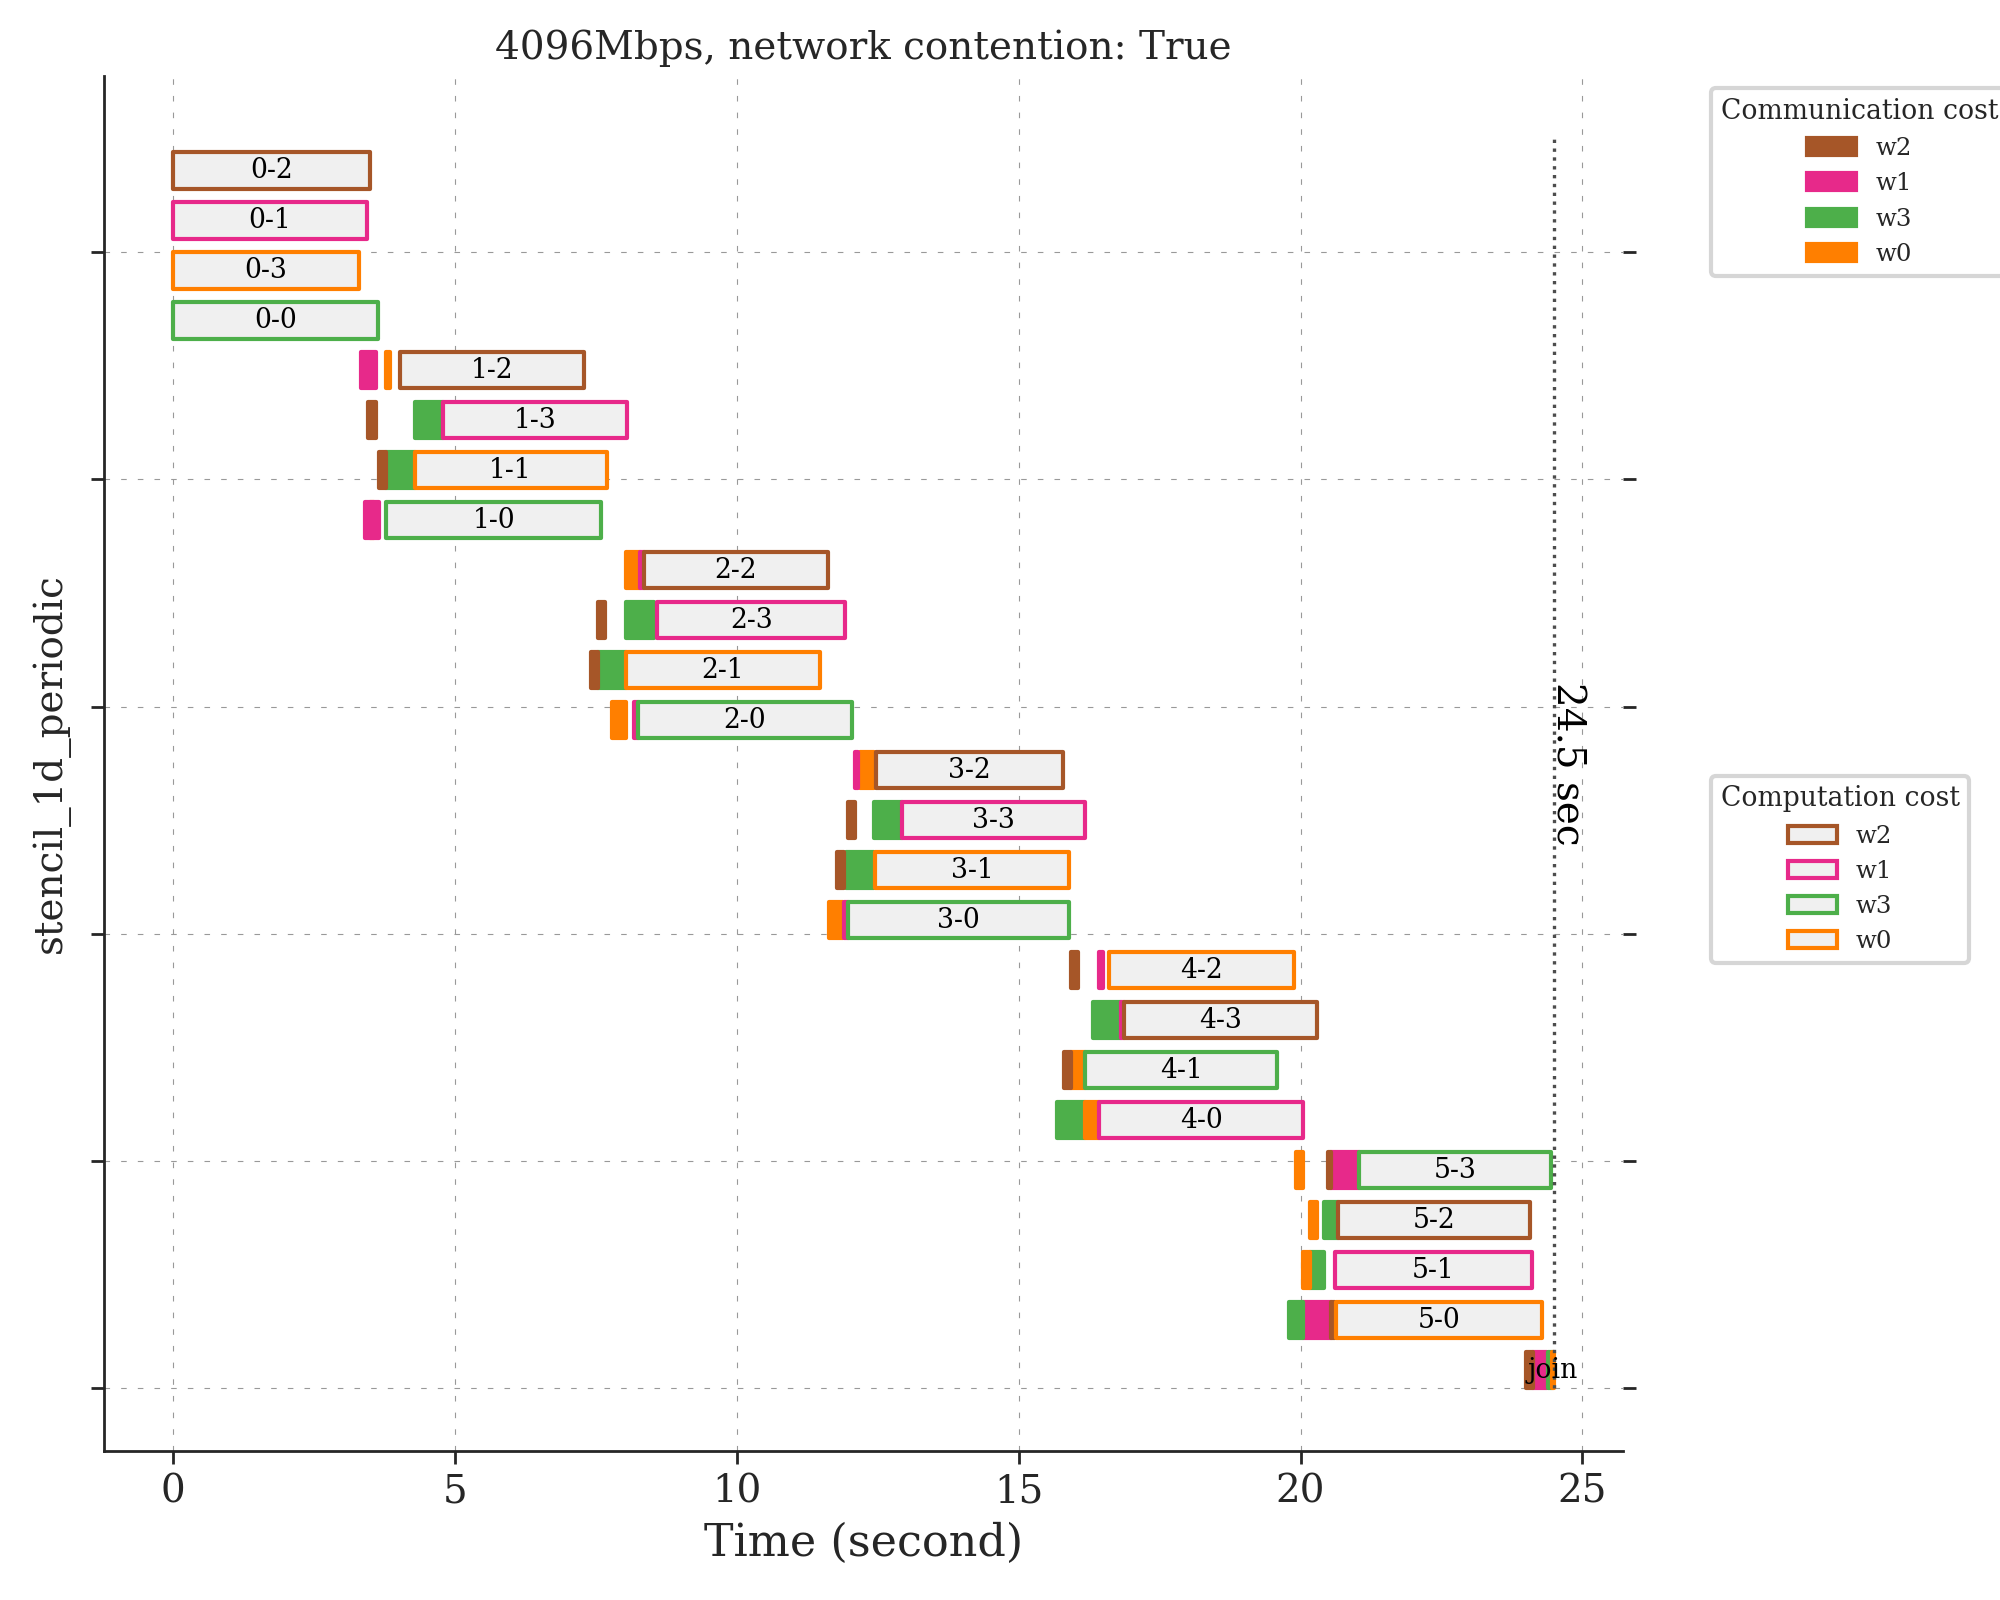 4096Mbps, network contention: True
0-2
0-1
0-3
0-0
1-2
1-3
1-1
1-0
2-2
2-3
2-1
2-0
3-2
3-3
3-1
3-0
4-2
4-3
4-1
4-0
5-3
5-2
5-1
5-0
join
24.5 sec
stencil_1d_periodic
0 5 10 15 20 25
Time (second)
Communication cost
w2
w1
w3
w0
Computation cost
w2
w1
w3
w0